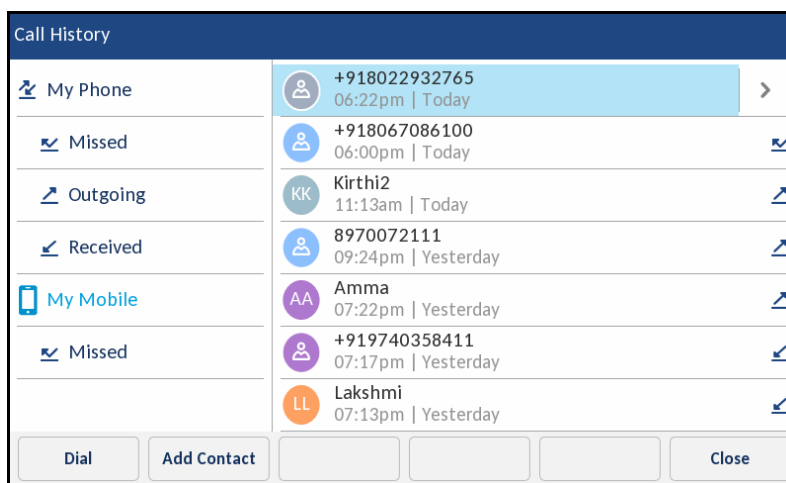 Call History
My Phone
Missed
Outgoing
Received
My Mobile
Missed
+918022932765
06:22pm | Today
+918067086100
06:00pm | Today
KK
Kirthi2
11:13am | Today
8970072111
09:24pm | Yesterday
AA
Amma
07:22pm | Yesterday
+919740358411
07:17pm | Yesterday
LL
Lakshmi
07:13pm | Yesterday
Dial
Add Contact
Close